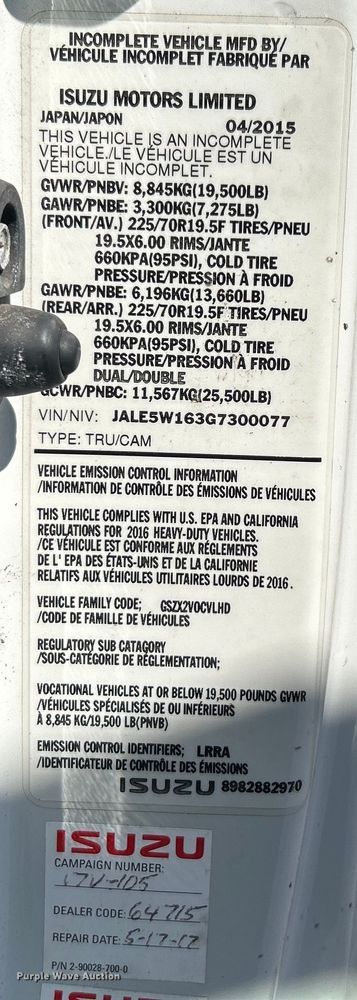 INCOMPLETE VEHICLE MFD BY/
VÉHICULE INCOMPLET FABRIQUÉ PAR
ISUZU MOTORS LIMITED
JAPAN/JAPON
04/2015
THIS VEHICLE IS AN INCOMPLETE
VEHICLE./LE VÉHICULE EST UN
VÉHICULE INCOMPLET.
GVWR/PNBV: 8,845KG(19,500LB)
GAWR/PNBE: 3,300KG(7,275LB)
(FRONT/AV.) 225/70R19.5F TIRES/PNEU
19.5X6.00 RIMS/JANTE
660KPA(95PSI), COLD TIRE
PRESSURE/PRESSION À FROID
GAWR/PNBE: 6,196KG(13,660LB)
(REAR/ARR.) 225/70R19.5F TIRES/PNEU
19.5X6.00 RIMS/JANTE
660KPA(95PSI), COLD TIRE
PRESSURE/PRESSION À FROID
DUAL/DOUBLE
GCWR/PNBC: 11,567KG(25,500LB)
VIN/NIV: JALE5W163G7300077
TYPE: TRU/CAM
VEHICLE EMISSION CONTROL INFORMATION
/INFORMATION DE CONTRÔLE DES ÉMISSIONS DE VÉHICULES
THIS VEHICLE COMPLIES WITH U.S. EPA AND CALIFORNIA
REGULATIONS FOR 2016 HEAVY-DUTY VEHICLES.
/CE VÉHICULE EST CONFORME AUX RÉGLEMENTS
DE L' EPA DES ÉTATS-UNIS ET DE LA CALIFORNIE
RELATIFS AUX VÉHICULES UTILITAIRES LOURDS DE 2016.
VEHICLE FAMILY CODE; GSZX2VOCVLHD
/CODE DE FAMILLE DE VÉHICULES
REGULATORY SUB CATAGORY
/SOUS-CATÉGORIE DE RÉGLEMENTATION;
VOCATIONAL VEHICLES AT OR BELOW 19,500 POUNDS GVWR
/VÉHICULES SPÉCIALISÉS DE OU INFÉRIEURS
À 8,845 KG/19,500 LB(PNVB)
EMISSION CONTROL IDENTIFIERS; LRRA
/IDENTIFICATEUR DE CONTRÔLE DES ÉMISSIONS
ISUZU 8982882970
ISUZU
CAMPAIGN NUMBER:
17V-105
DEALER CODE: 64715
REPAIR DATE: 5-17-17
P/N 2-90028-700-0
Purple Wave Auction
ISUZU